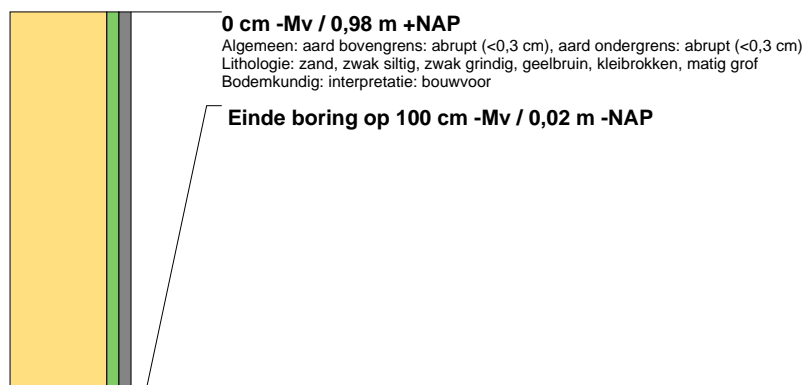 0 cm -Mv / 0,98 m +NAP
Algemeen: aard bovengrens: abrupt (<0,3 cm), aard ondergrens: abrupt (<0,3 cm)
Lithologie: zand, zwak siltig, zwak grindig, geelbruin, kleibrokken, matig grof
Bodemkundig: interpretatie: bouwvoor
Einde boring op 100 cm -Mv / 0,02 m -NAP